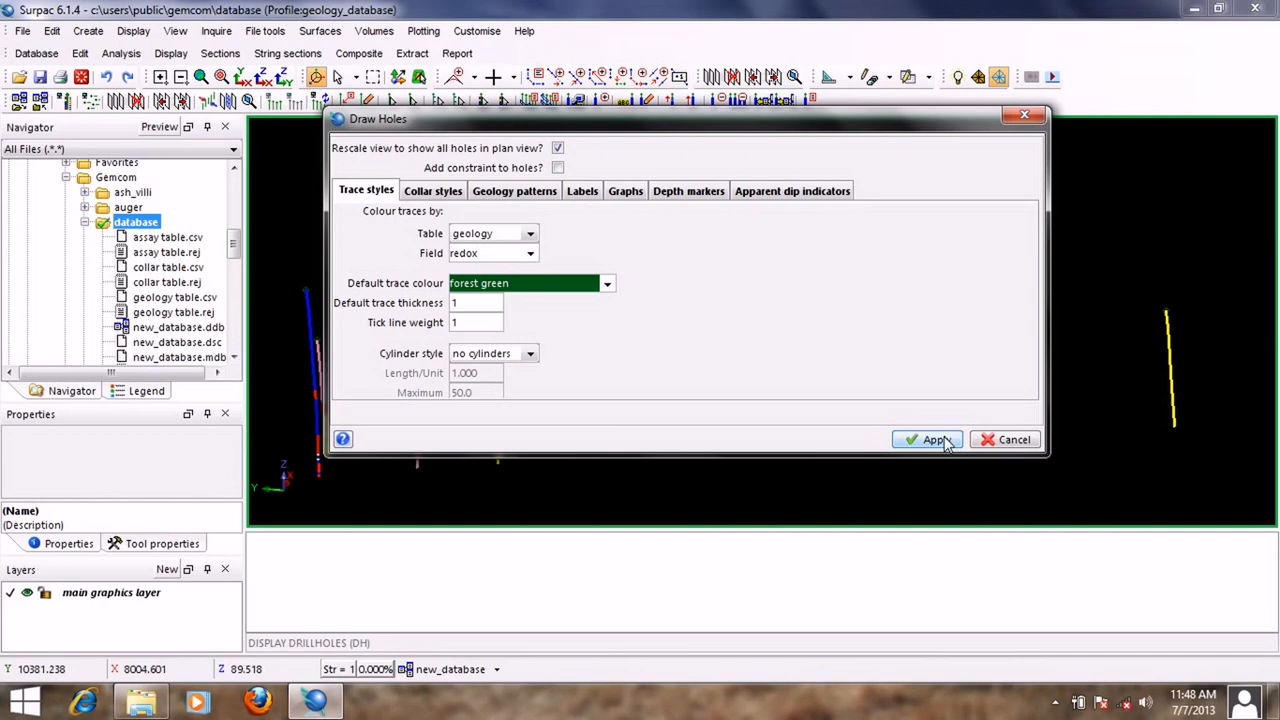 Surpac 6.1.4 - c:\users\public\gemcom\database (Profile:geology_database)
File Edit Create Display View Inquire File tools Surfaces Volumes Plotting Customise Help
Database Edit Analysis Display Sections String sections Composite Extract Report
Navigator Preview
All Files (*.*)
Favorites
Gemcom
ash_villi
auger
database
assay table.csv
assay table.rej
collar table.csv
collar table.rej
geology table.csv
geology table.rej
new_database.ddb
new_database.dsc
new_database.mdb
Navigator Legend
Properties
(Name)
(Description)
Properties Tool properties
Layers New
main graphics layer
Draw Holes
Rescale view to show all holes in plan view?
Add constraint to holes?
Trace styles Collar styles Geology patterns Labels Graphs Depth markers Apparent dip indicators
Colour traces by:
Table geology
Field redox
Default trace colour forest green
Default trace thickness 1
Tick line weight 1
Cylinder style no cylinders
Length/Unit 1.000
Maximum 50.0
Apply Cancel
Z
X
Y
DISPLAY DRILLHOLES (DH)
Y 10381.238 X 8004.601 Z 89.518 Str = 1 0.000% new_database
11:48 AM
7/7/2013